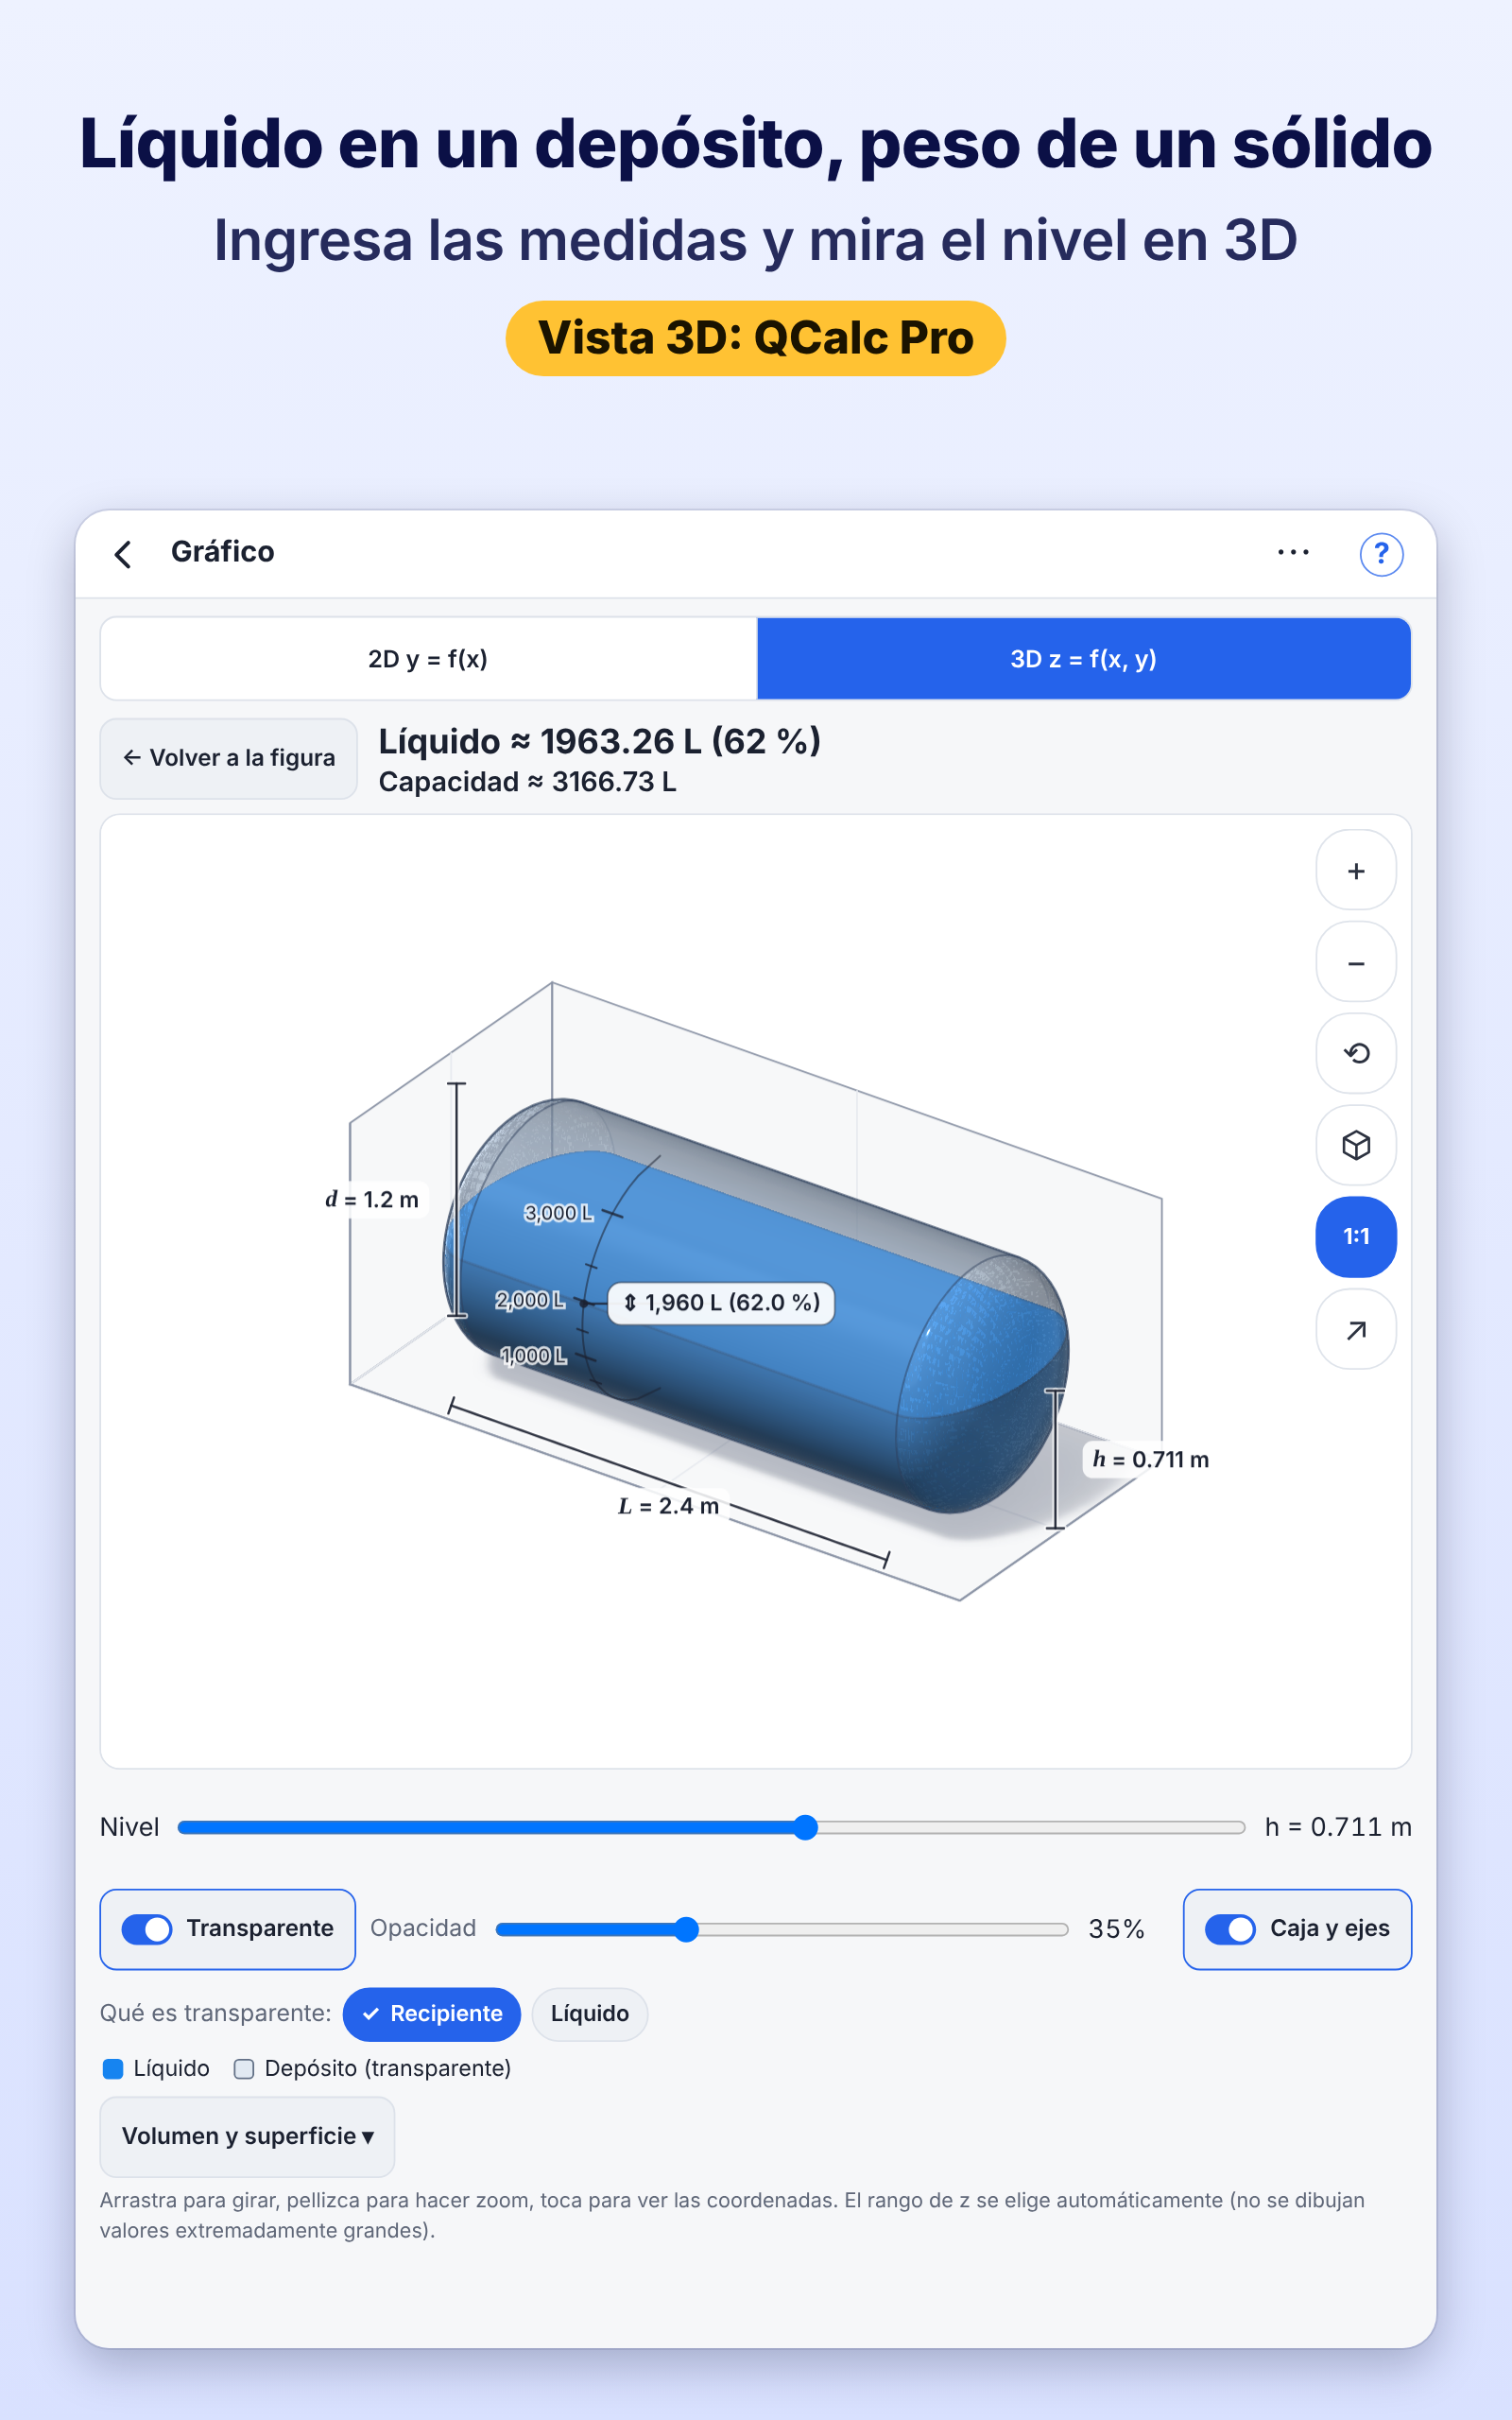 Líquido en un depósito, peso de un sólido
Ingresa las medidas y mira el nivel en 3D
Vista 3D: QCalc Pro
Gráfico
... ?
2D y = f(x)
3D z = f(x, y)
← Volver a la figura
Líquido ≈ 1963.26 L (62 %)
Capacidad ≈ 3166.73 L
+
−
d = 1.2 m
3,000 L
2,000 L
⇕ 1,960 L (62.0 %)
1,000 L
1:1
h = 0.711 m
L = 2.4 m
Nivel
h = 0.711 m
Transparente
Opacidad
35%
Caja y ejes
Qué es transparente:
✓ Recipiente
Líquido
Líquido
Depósito (transparente)
Volumen y superficie ▾
Arrastra para girar, pellizca para hacer zoom, toca para ver las coordenadas. El rango de z se elige automáticamente (no se dibujan
valores extremadamente grandes).